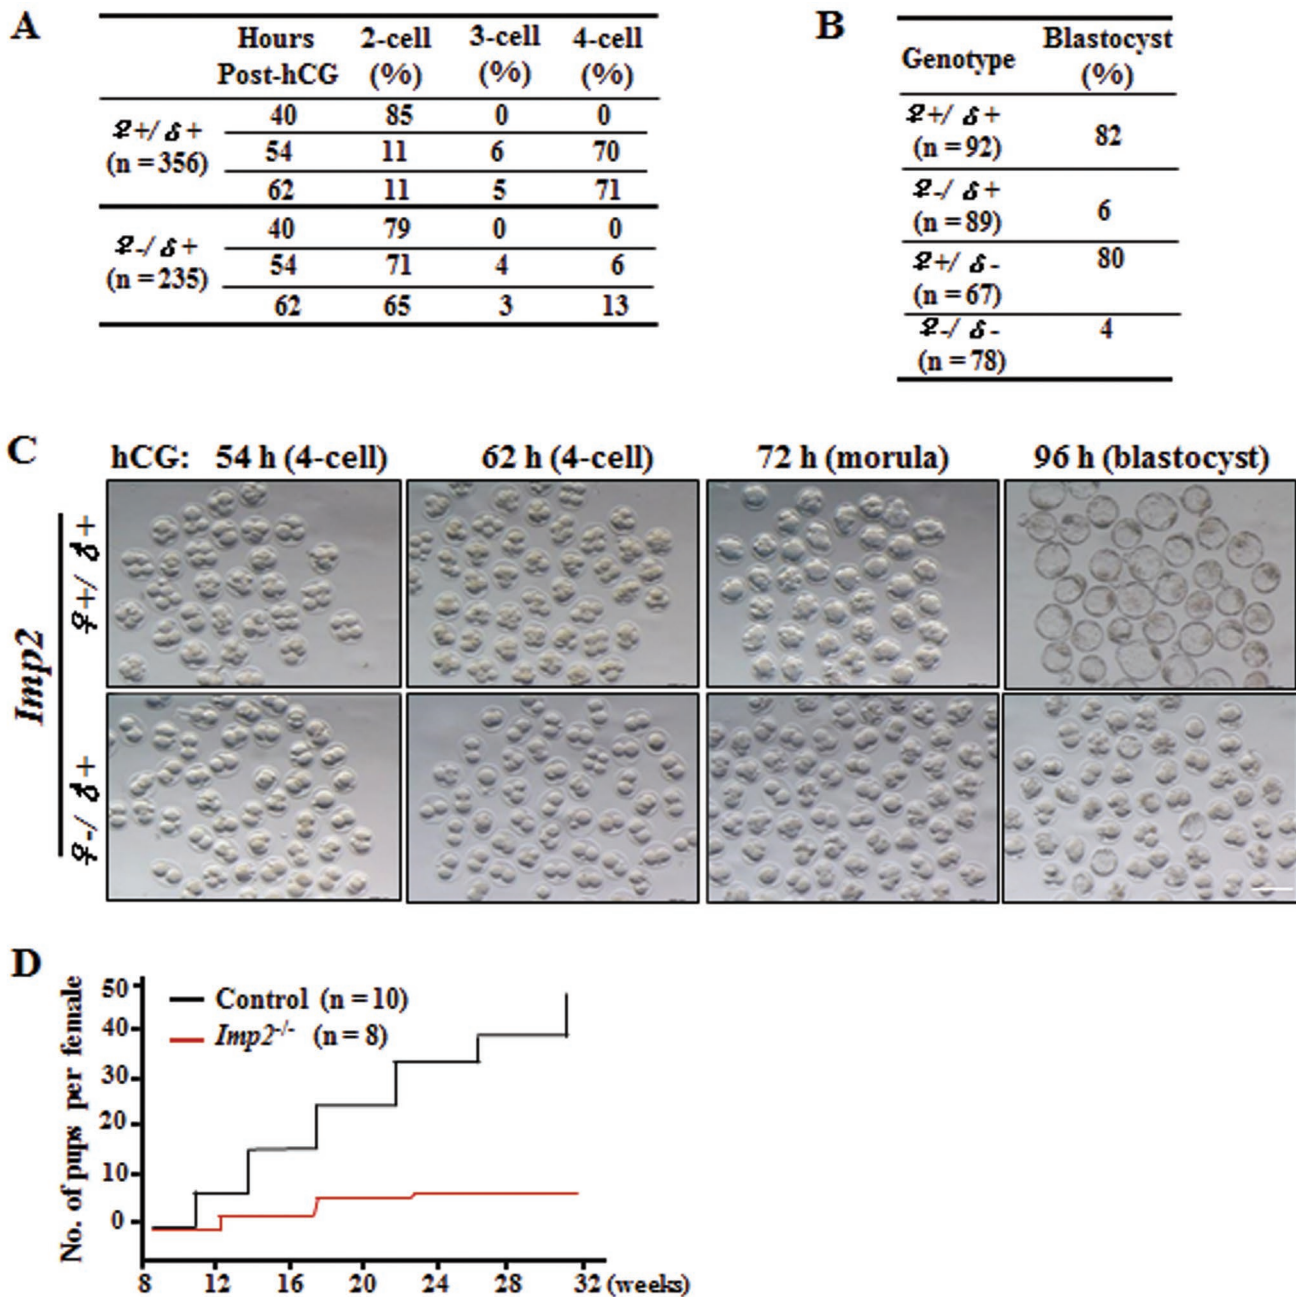 A
Hours 2-cell 3-cell 4-cell
Post-hCG (%) (%) (%)
♀+/ ♂+ 40 85 0 0
(n = 356) 54 11 6 70
62 11 5 71
♀-/ ♂+ 40 79 0 0
(n = 235) 54 71 4 6
62 65 3 13
B
Genotype Blastocyst
(%)
♀+/ ♂+
(n = 92) 82
♀-/ ♂+
(n = 89) 6
♀+/ ♂- 80
(n = 67)
♀-/ ♂- 4
(n = 78)
C
hCG: 54 h (4-cell) 62 h (4-cell) 72 h (morula) 96 h (blastocyst)
Imp2
♀+/ ♂+
♀-/ ♂+
D
No. of pups per female
50
40
30
20
10
0
Control (n = 10)
Imp2-/- (n = 8)
8 12 16 20 24 28 32 (weeks)